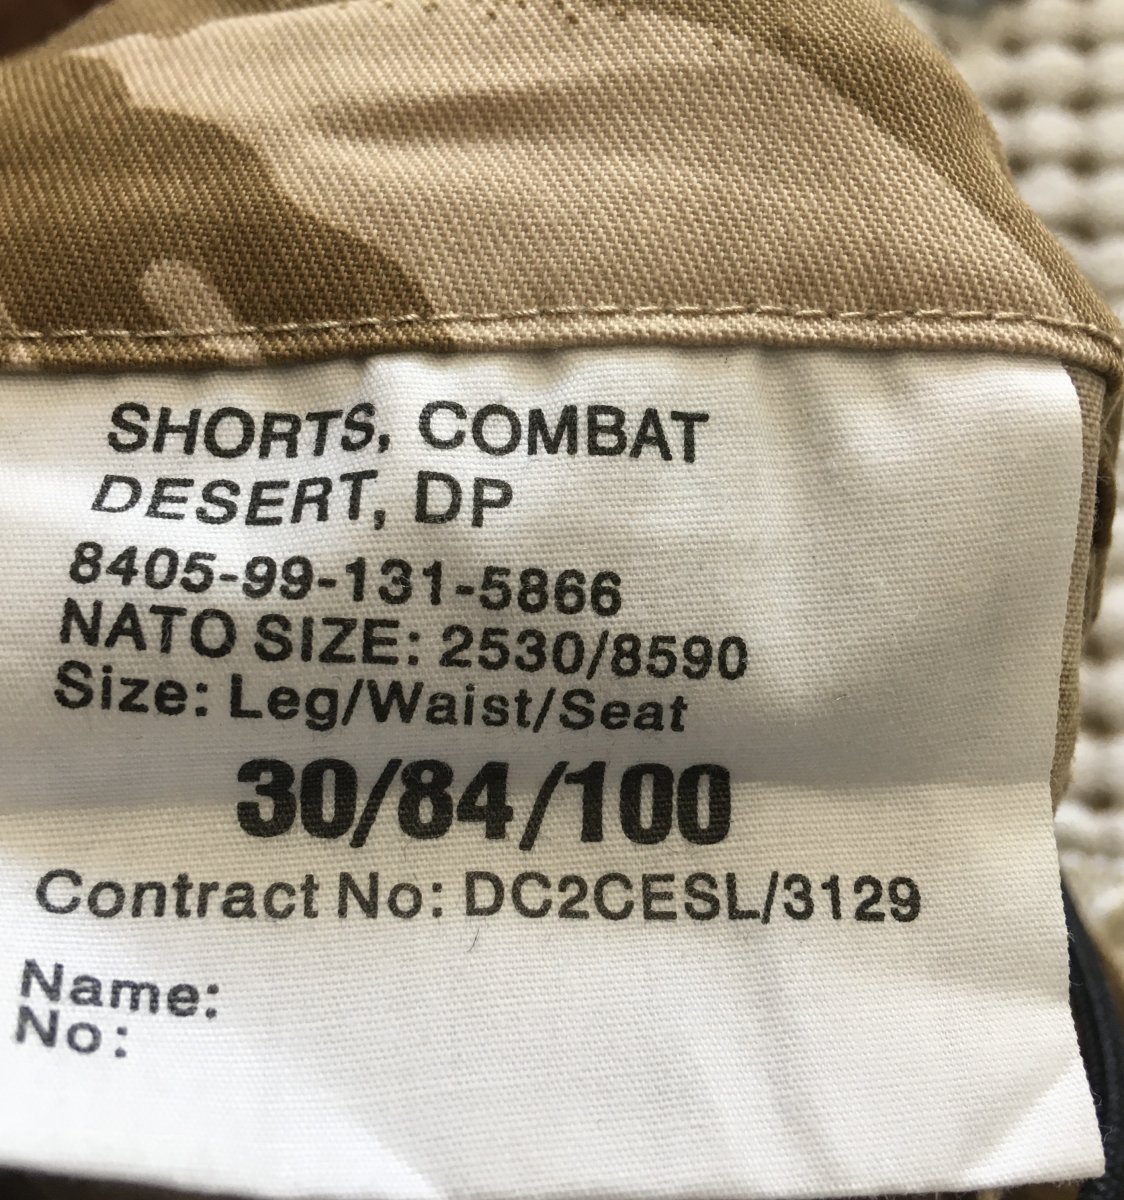 SHORTS, COMBAT
DESERT, DP
8405-99-131-5866
NATO SIZE: 2530/8590
Size: Leg/Waist/Seat
30/84/100
Contract No: DC2CESL/3129
Name:
No: